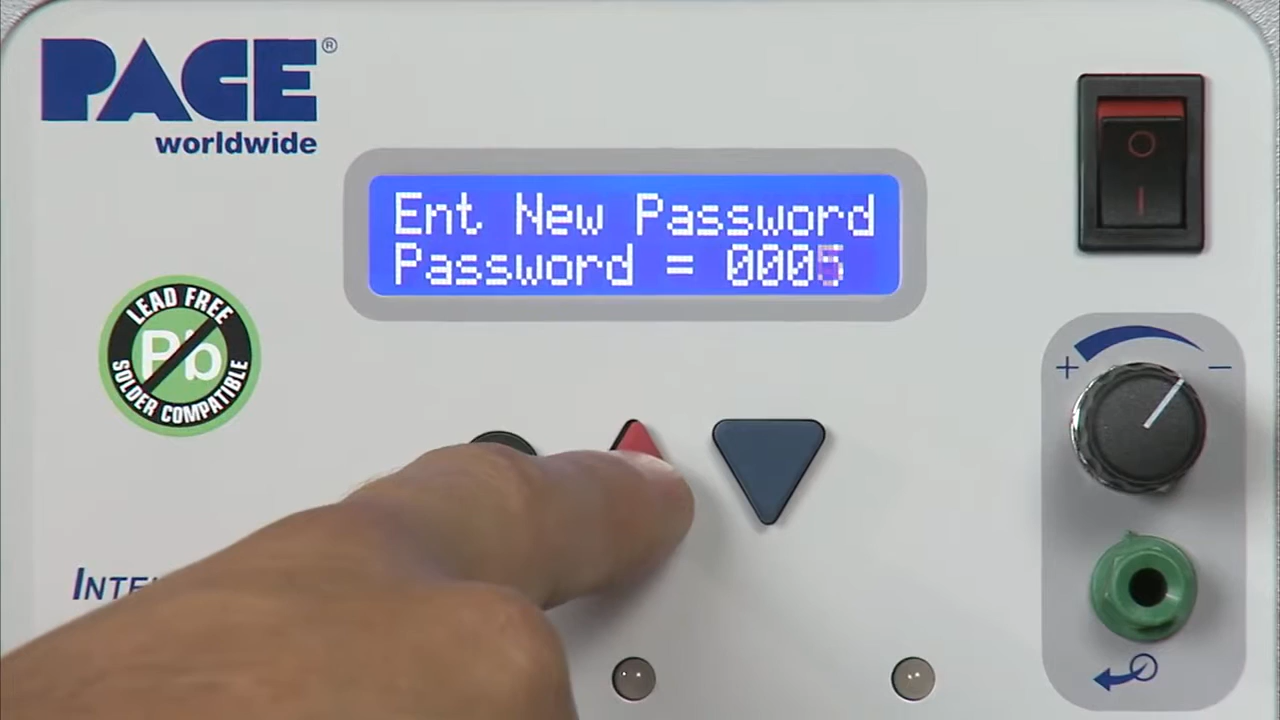 PACE®
worldwide
Ent New Password
Password = 0005
LEAD FREE
Pb
SOLDER COMPATIBLE
+ −